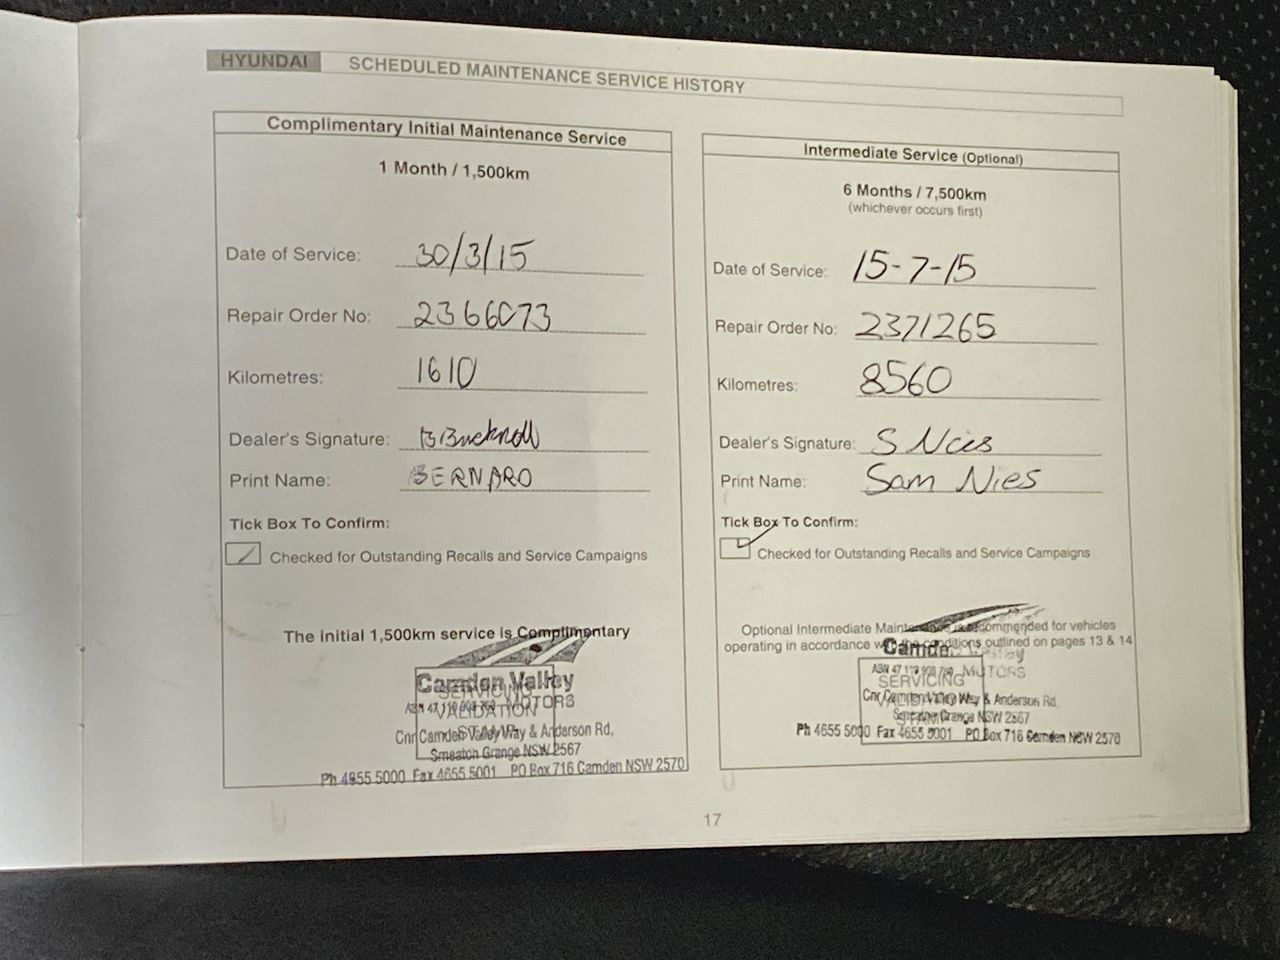 HYUNDAI SCHEDULED MAINTENANCE SERVICE HISTORY
Complimentary Initial Maintenance Service
1 Month / 1,500km
Date of Service: 30/3/15
Repair Order No: 2366073
Kilometres: 1610
Dealer's Signature: B Bucknell
Print Name: BERNARD
Tick Box To Confirm:
Checked for Outstanding Recalls and Service Campaigns
The initial 1,500km service is Complimentary
Camden Valley
SERVICING
MOTORS
VALIDATION
Cnr Camden Valley Way & Anderson Rd,
Smeaton Grange NSW 2567
Ph 4655 5000 Fax 4655 5001 PO Box 716 Camden NSW 2570
Intermediate Service (Optional)
6 Months / 7,500km
(whichever occurs first)
Date of Service: 15-7-15
Repair Order No: 2371265
Kilometres: 8560
Dealer's Signature: S Nies
Print Name: Sam Nies
Tick Box To Confirm:
Checked for Outstanding Recalls and Service Campaigns
Optional Intermediate Maintenance is recommended for vehicles
operating in accordance with the conditions outlined on pages 13 & 14
MOTORS
SERVICING
Cnr Camden Valley Way & Anderson Rd,
Smeaton Grange NSW 2567
Ph 4655 5000 Fax 4655 5001 PO Box 716 Camden NSW 2570
17